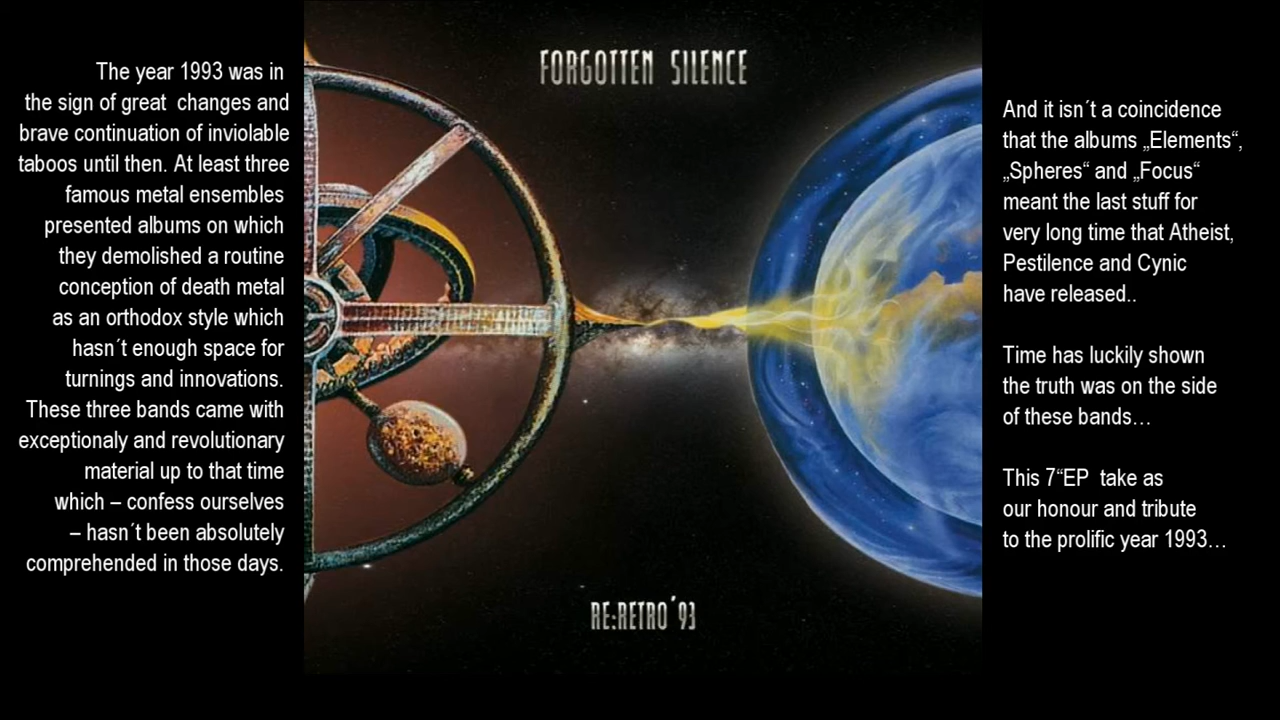 The year 1993 was in
the sign of great  changes and
brave continuation of inviolable
taboos until then. At least three
famous metal ensembles
presented albums on which
they demolished a routine
conception of death metal
as an orthodox style which
hasn´t enough space for
turnings and innovations.
These three bands came with
exceptionaly and revolutionary
material up to that time
which – confess ourselves
– hasn´t been absolutely
comprehended in those days.
FORGOTTEN SILENCE
RE:RETRO´93
And it isn´t a coincidence
that the albums „Elements“,
„Spheres“ and „Focus“
meant the last stuff for
very long time that Atheist,
Pestilence and Cynic
have released..
Time has luckily shown
the truth was on the side
of these bands…
This 7“EP  take as
our honour and tribute
to the prolific year 1993…